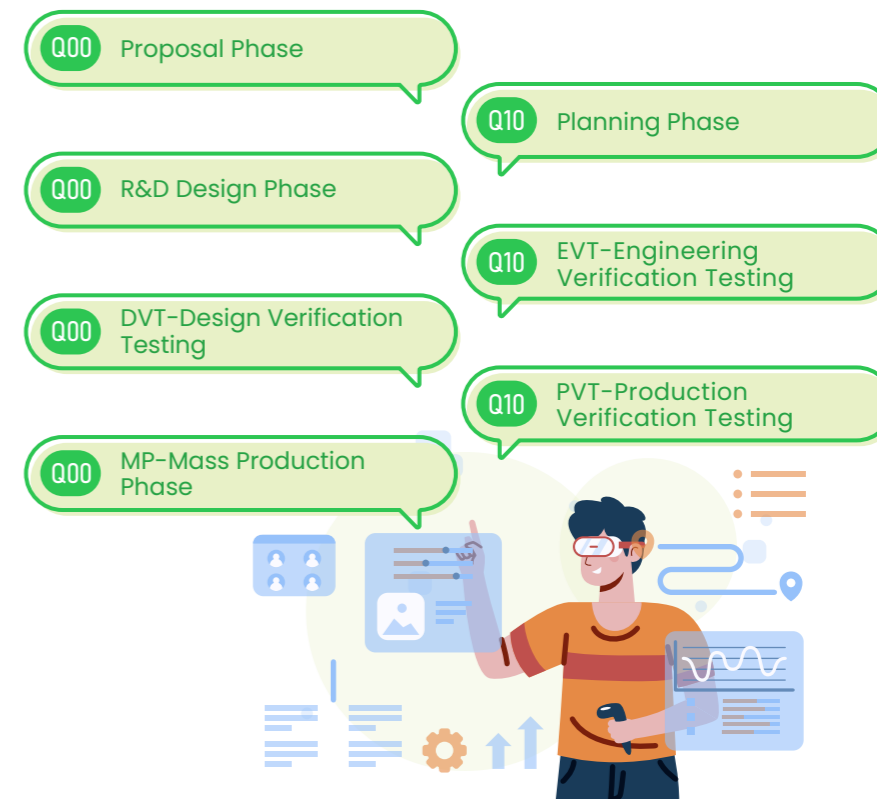 Q00 Proposal Phase
Q10 Planning Phase
Q00 R&D Design Phase
Q10 EVT-Engineering
Verification Testing
Q00 DVT-Design Verification
Testing
Q10 PVT-Production
Verification Testing
Q00 MP-Mass Production
Phase